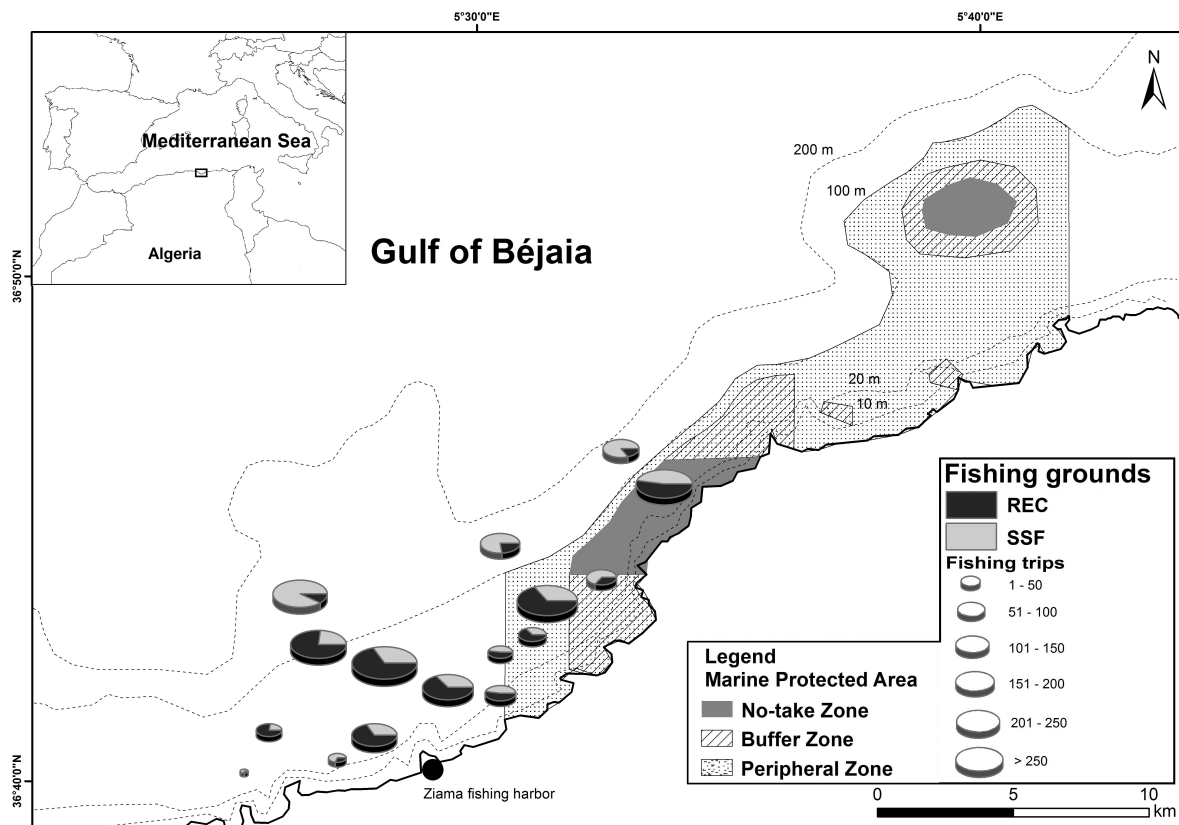 5°30'0"E
5°40'0"E
Mediterranean Sea
Algeria
N
200 m
100 m
Gulf of Béjaia
36°50'0"N
20 m
10 m
Fishing grounds
REC
SSF
Fishing trips
1 - 50
51 - 100
101 - 150
151 - 200
201 - 250
> 250
Legend
Marine Protected Area
No-take Zone
Buffer Zone
Peripheral Zone
36°40'0"N
Ziama fishing harbor
0 5 10
km